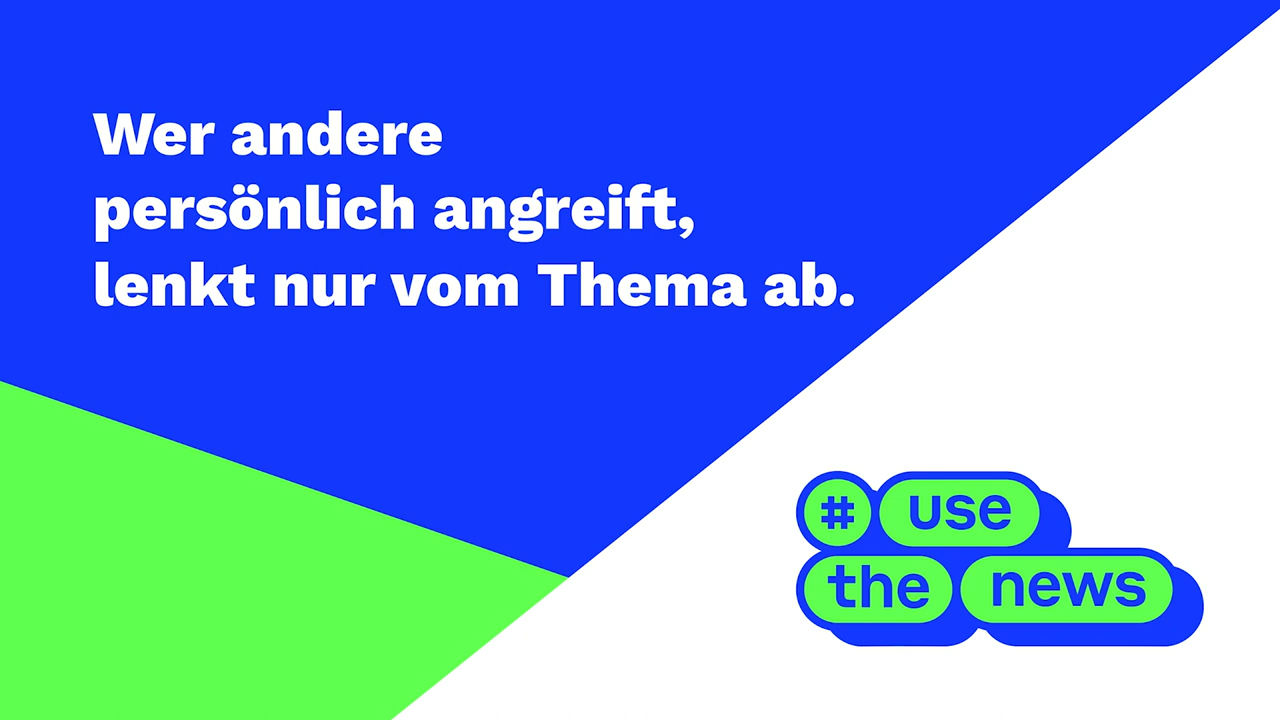 Wer andere
persönlich angreift,
lenkt nur vom Thema ab.
# use
the news